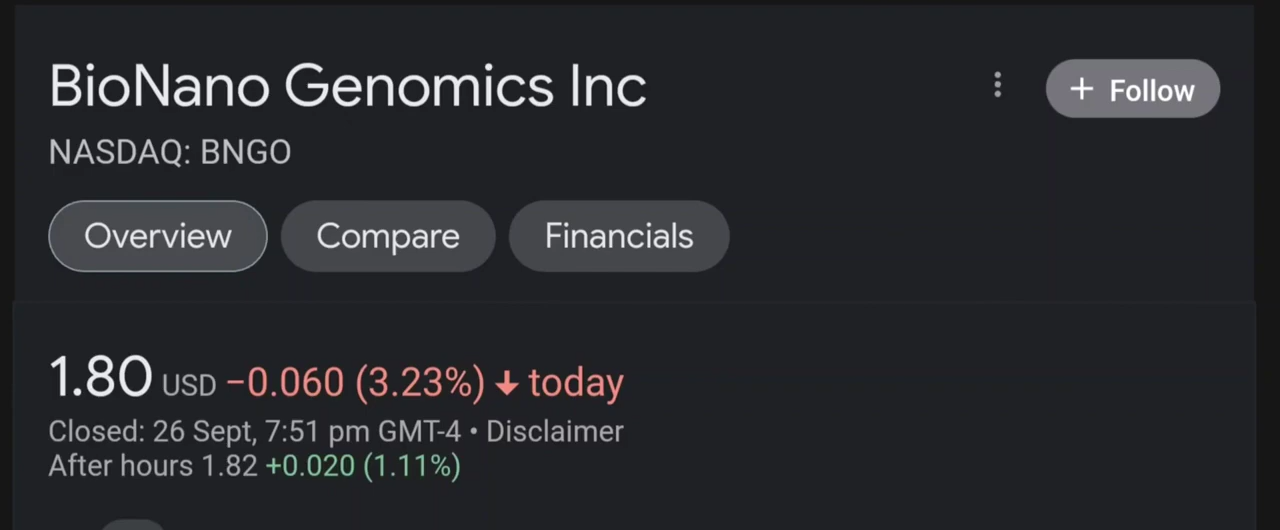 BioNano Genomics Inc
+ Follow
NASDAQ: BNGO
Overview
Compare
Financials
1.80 USD −0.060 (3.23%) ↓ today
Closed: 26 Sept, 7:51 pm GMT-4 • Disclaimer
After hours 1.82 +0.020 (1.11%)